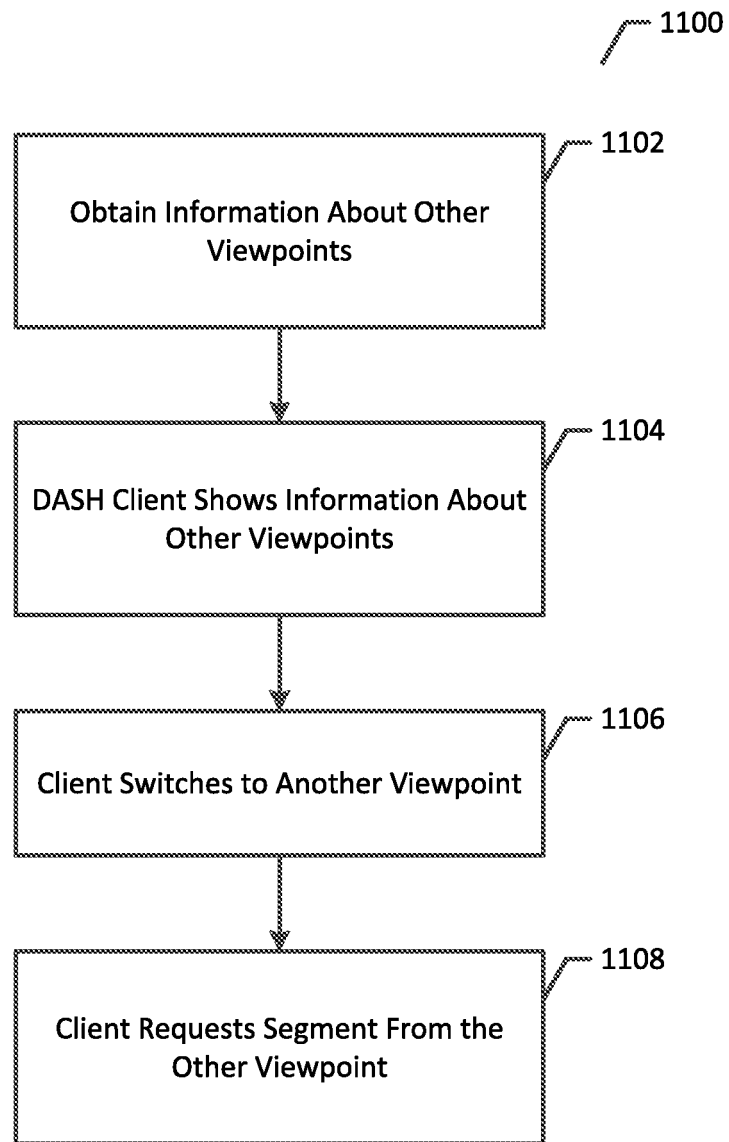 1100
1102
Obtain Information About Other
Viewpoints
1104
DASH Client Shows Information About
Other Viewpoints
1106
Client Switches to Another Viewpoint
1108
Client Requests Segment From the
Other Viewpoint